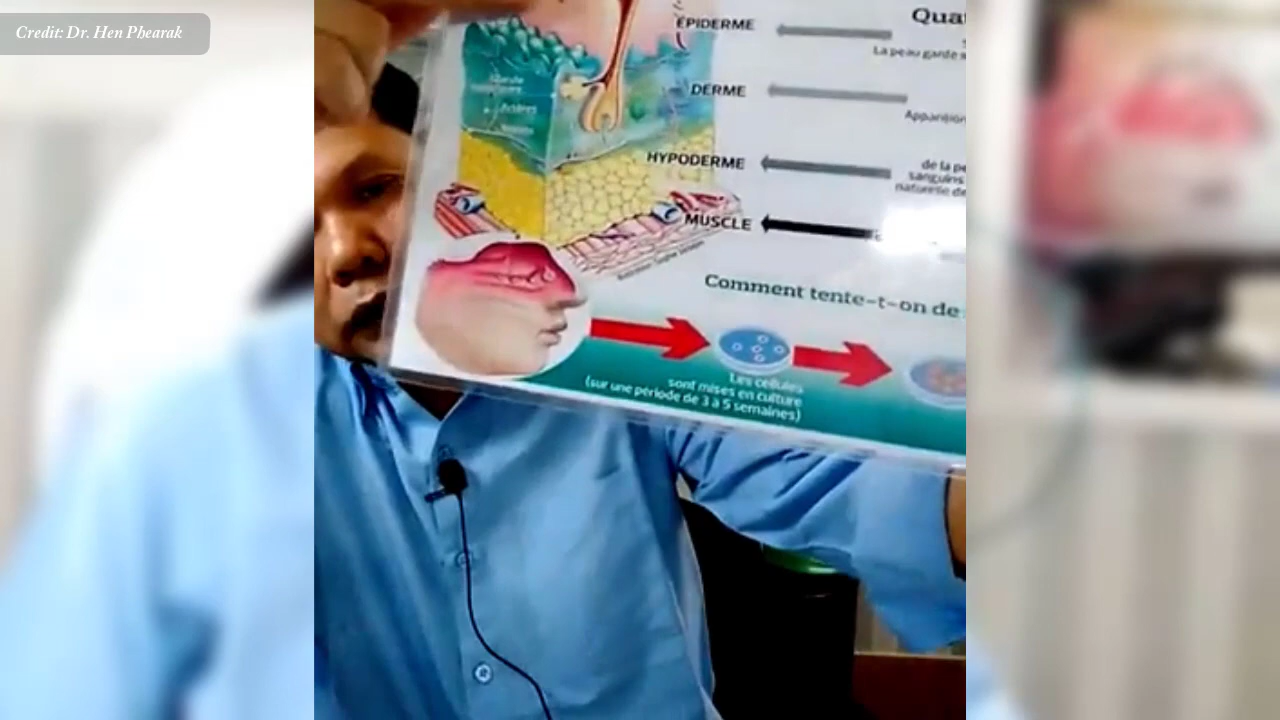 Credit: Dr. Hen Phearak
ÉPIDERME
Qua
La peau garde s
DERME
Apparition
HYPODERME
de la pe
sanguins
naturelle de
MUSCLE
Comment tente-t-on de
Les cellules
sont mises en culture
(sur une période de 3 à 5 semaines)